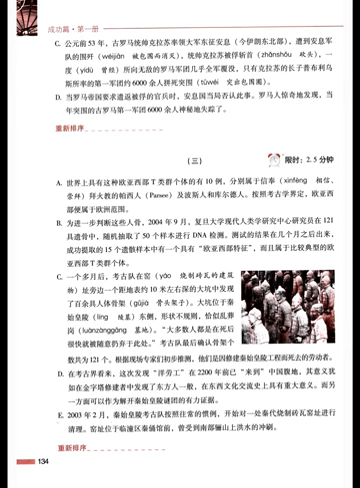 成功篇·第一册
C. 公元前 53 年，古罗马统帅克拉苏率领大军东征安息（今伊朗东北部），遭到安息军
队的围歼（wéijiān 被包围而消灭），统帅克拉苏被俘斩首（zhǎnshǒu 砍头），一
度（yídù 曾经）所向无敌的罗马军团几乎全军覆没，只有克拉苏的长子普布利乌
斯所率的第一军团约 6000 余人拼死突围（tūwéi 突出包围圈）。
D. 当罗马帝国要求遣返被俘的官兵时，安息国当局否认此事。罗马人惊奇地发现，当
年突围的古罗马第一军团 6000 余人神秘地失踪了。
重新排序
（三）
限时：2. 5 分钟
A. 世界上具有这种欧亚西部 T 类群个体的有 10 例，分别属于信奉（xìnfèng 相信、
崇拜）拜火教的帕西人（Parsee）及波斯人和库尔德人。按照考古学界定，欧亚西
部便属于欧洲范围。
B. 为进一步判断这些人骨，2004 年 9 月，复旦大学现代人类学研究中心研究员在 121
具遗骨中，随机抽取了 50 个样本进行 DNA 检测。测试的结果在几个月之后出来，
成功提取的 15 个遗骸样本中有一个具有“欧亚西部特征”，而且属于比较典型的欧
亚西部 T 类群个体。
C. 一个多月后，考古队在窑（yáo 烧制砖瓦的建筑
物）址旁边一个距地表约 10 米左右深的大坑中发现
了百余具人体骨架（gǔjià 骨头架子）。大坑位于秦
始皇陵（líng 陵墓）东侧，形状不规则，恰似乱葬
岗（luànzànggǎng 墓地）。“大多数人都是在死后
很快就被随意扔弃于此处。”考古队最后确认骨架个
数共为 121 个。根据现场专家们初步推测，他们是因修建秦始皇陵工程而死去的劳动者。
D. 在考古界看来，这次发现“洋劳工”在 2200 年前已“来到”中国腹地，其意义犹
如在金字塔修建者中发现了东方人一般，在东西文化交流史上具有重大意义。而另
一方面可以作为解开秦始皇陵谜团的有力证据。
E. 2003 年 2 月，秦始皇陵考古队按照往常的惯例，开始对一处秦代烧制砖瓦窑址进行
清理。窑址位于临潼区秦俑馆前，曾受到南部骊山上洪水的冲刷。
重新排序
134